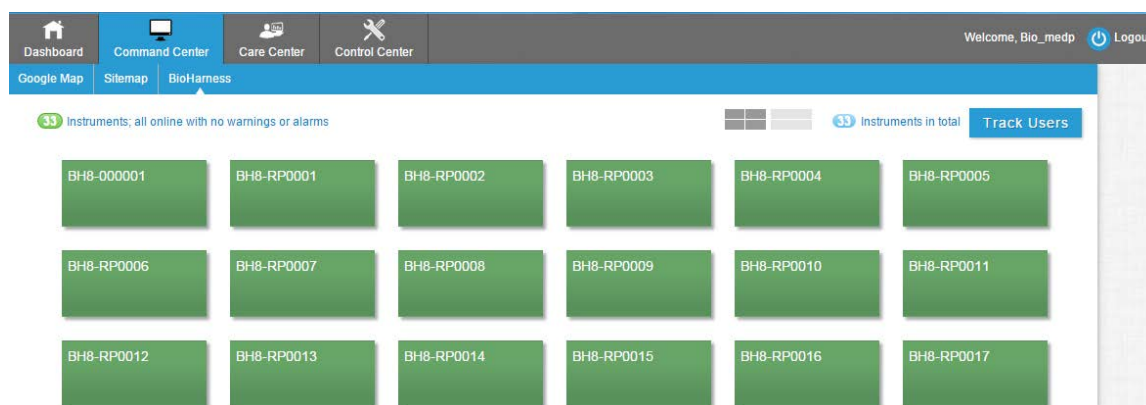 Dashboard
Command Center
Care Center
Control Center
Welcome, Bio_medp
Logou
Google Map
Sitemap
BioHarness
33 Instruments; all online with no warnings or alarms
33 Instruments in total
Track Users
BH8-000001
BH8-RP0001
BH8-RP0002
BH8-RP0003
BH8-RP0004
BH8-RP0005
BH8-RP0006
BH8-RP0007
BH8-RP0008
BH8-RP0009
BH8-RP0010
BH8-RP0011
BH8-RP0012
BH8-RP0013
BH8-RP0014
BH8-RP0015
BH8-RP0016
BH8-RP0017